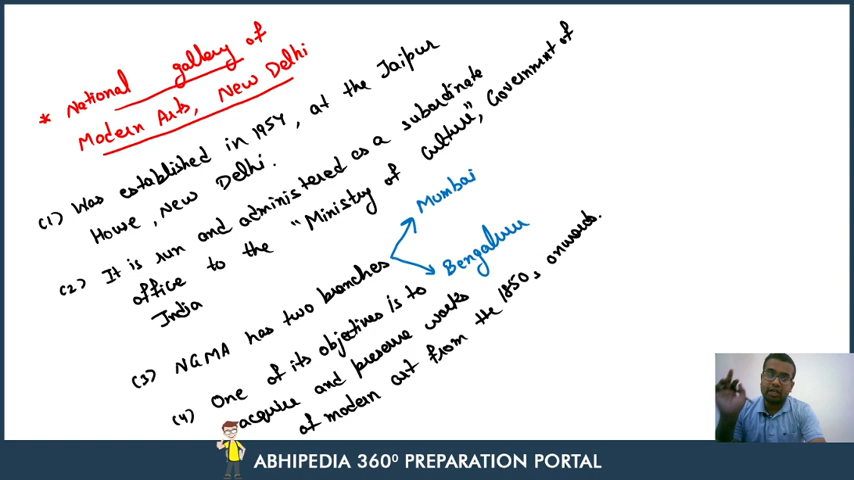 * National gallery of
Modern Arts, New Delhi
(1) Was established in 1954, at the Jaipur
House, New Delhi.
(2) It is run and administered as a subordinate
office to the "Ministry of culture", Government of
India
(3) NGMA has two branches
Mumbai
Bengaluru
(4) One of its objectives is to
acquire and preserve works
of modern art from the 1850s onwards.
ABHIPEDIA 360° PREPARATION PORTAL